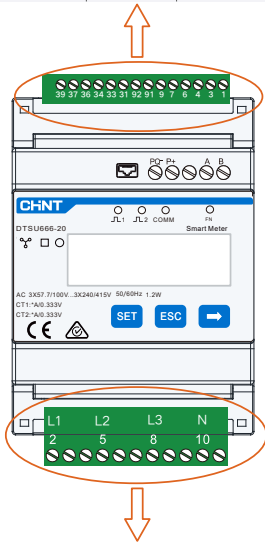 39 37 36 34 33 31 92 91 9 7 6 4 3 1
PO- P+ A B
CHNT
1 2 COMM FN
DTSU666-20 Smart Meter
AC 3X57.7/100V...3X240/415V 50/60Hz 1.2W
CT1:*A/0.333V
CT2:*A/0.333V
SET ESC
CE
L1 L2 L3 N
2 5 8 10